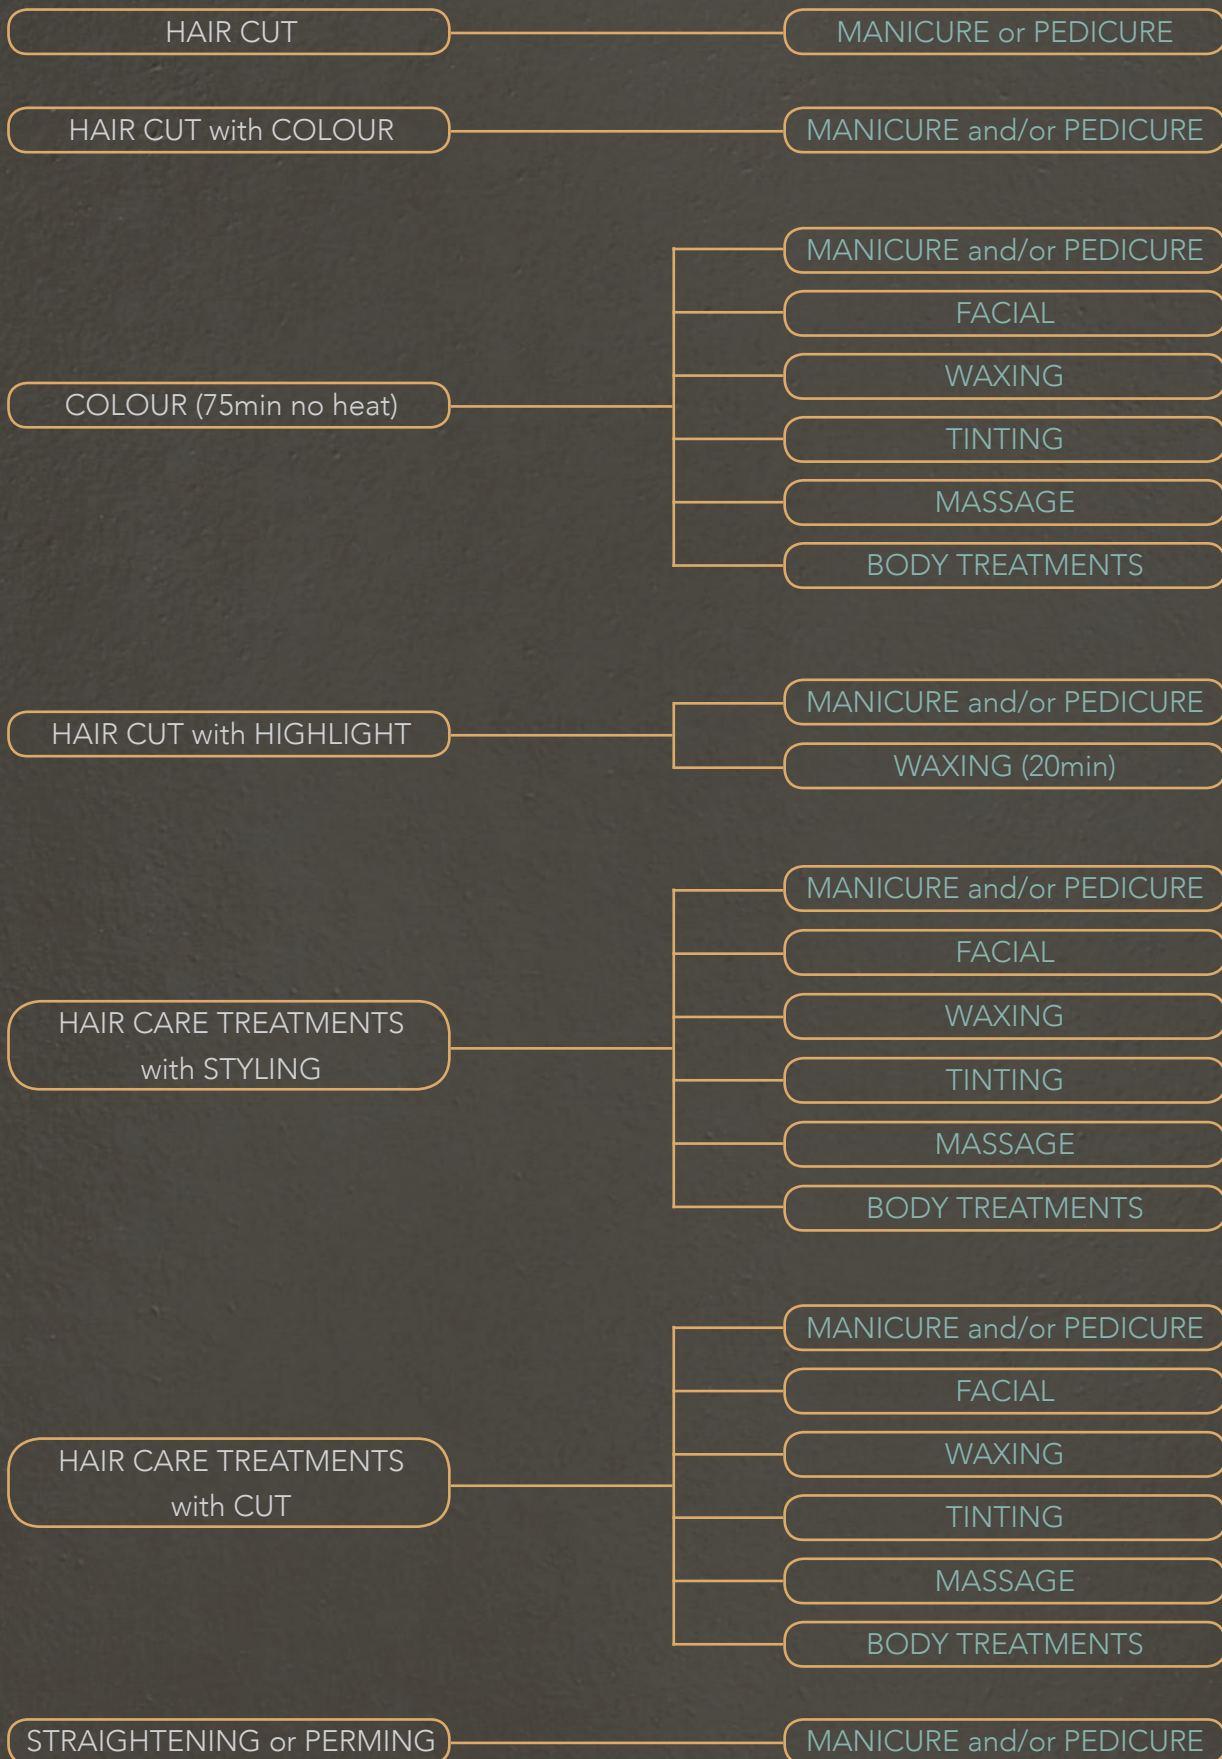 HAIR CUT
MANICURE or PEDICURE
HAIR CUT with COLOUR
MANICURE and/or PEDICURE
COLOUR (75min no heat)
MANICURE and/or PEDICURE
FACIAL
WAXING
TINTING
MASSAGE
BODY TREATMENTS
HAIR CUT with HIGHLIGHT
MANICURE and/or PEDICURE
WAXING (20min)
HAIR CARE TREATMENTS
with STYLING
MANICURE and/or PEDICURE
FACIAL
WAXING
TINTING
MASSAGE
BODY TREATMENTS
HAIR CARE TREATMENTS
with CUT
MANICURE and/or PEDICURE
FACIAL
WAXING
TINTING
MASSAGE
BODY TREATMENTS
STRAIGHTENING or PERMING
MANICURE and/or PEDICURE